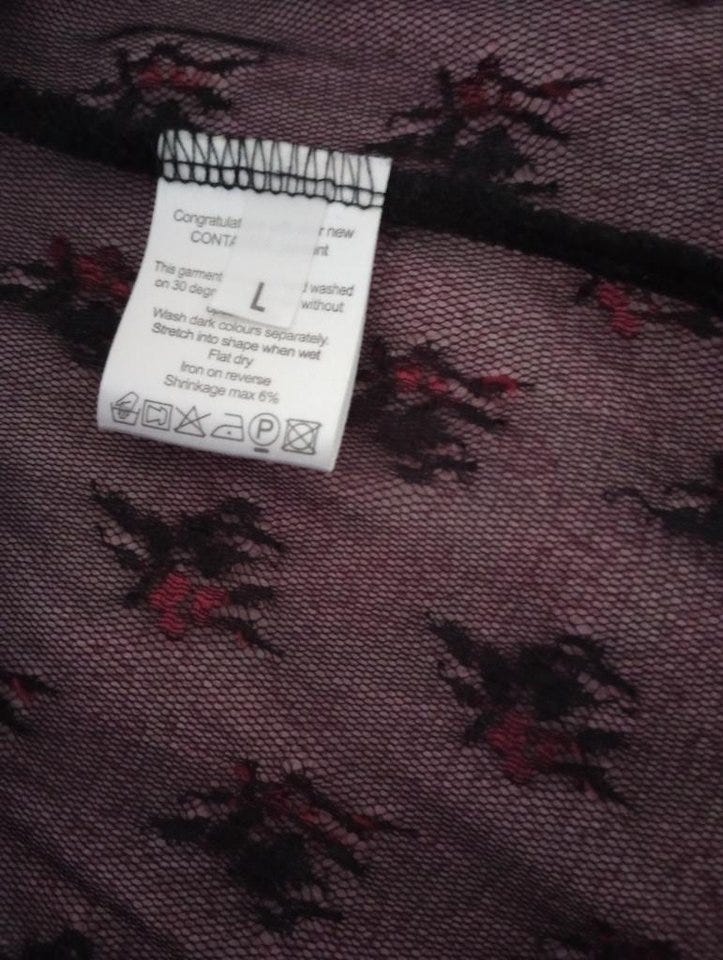 Congratulat r new
CONTA nt
This garment d washed
on 30 degr without
L
Wash dark colours separately.
Stretch into shape when wet
Flat dry
Iron on reverse
Shrinkage max 6%
P